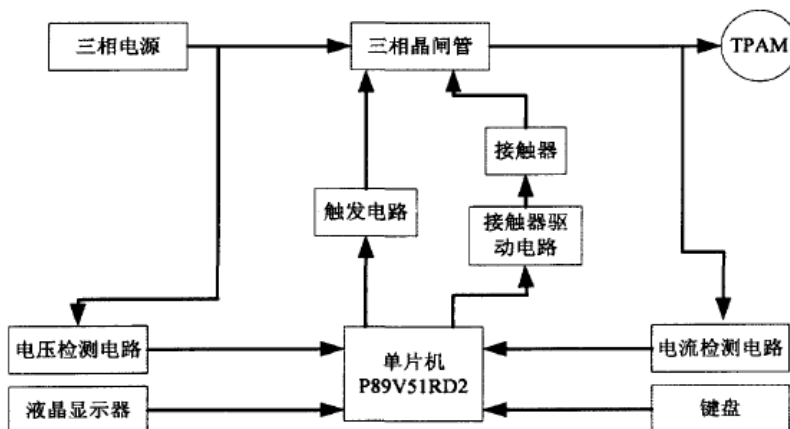 三相电源
三相晶闸管
TPAM
接触器
触发电路
接触器驱
动电路
电压检测电路
单片机
P89V51RD2
电流检测电路
液晶显示器
键盘